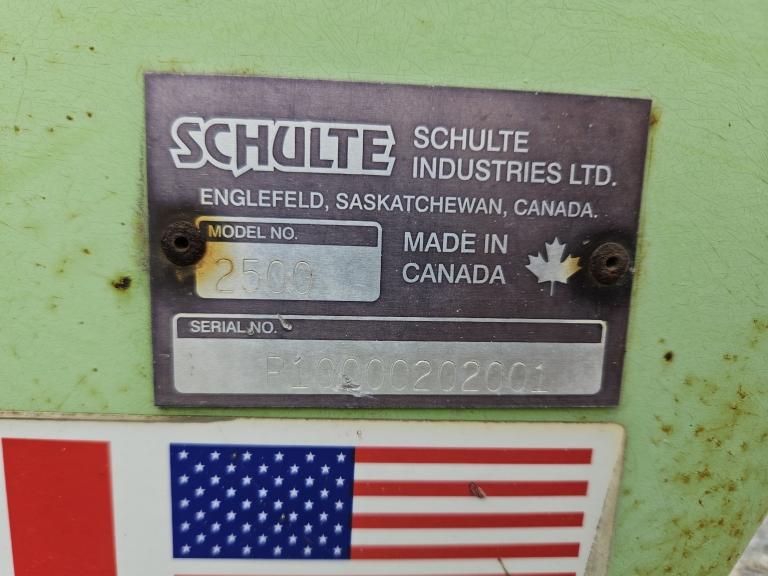 SCHULTE
SCHULTE
INDUSTRIES LTD.
ENGLEFELD, SASKATCHEWAN, CANADA.
MODEL NO.
2500
MADE IN
CANADA
SERIAL NO.
P10000202001